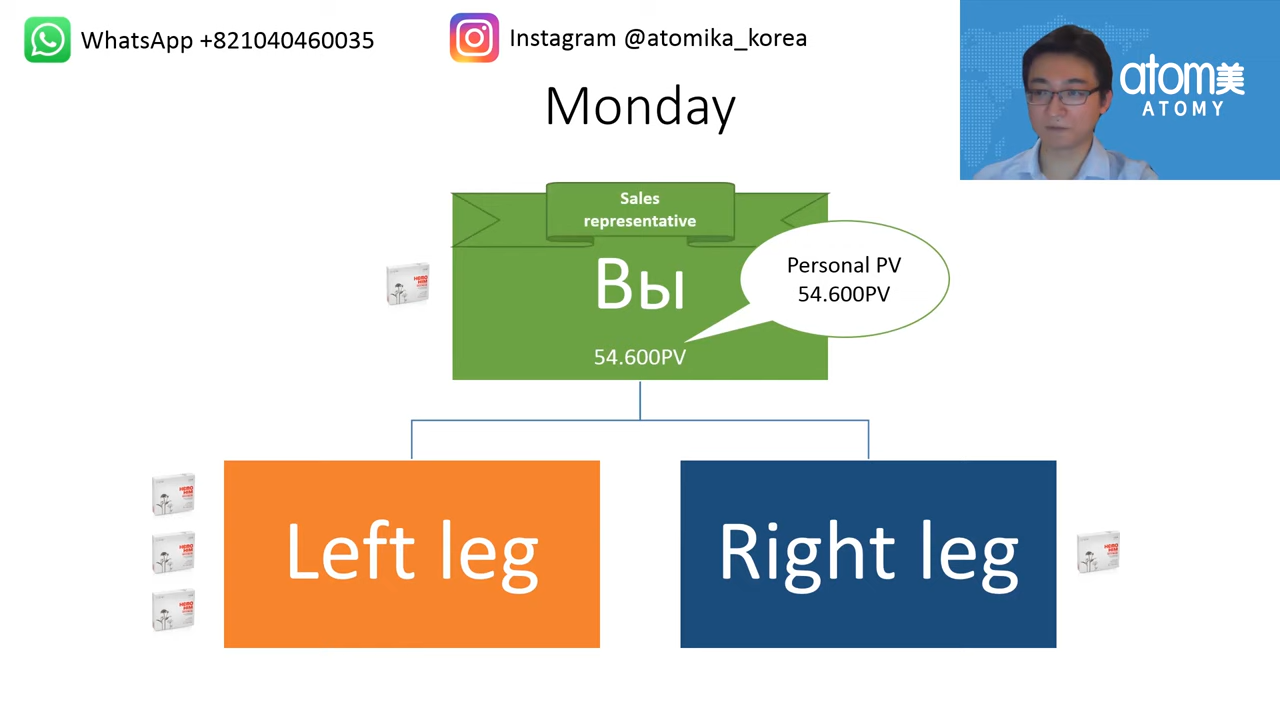 WhatsApp +821040460035
Instagram @atomika_korea
atom美
ATOMY
Monday
Sales
representative
Вы
Personal PV
54.600PV
54.600PV
Left leg
Right leg